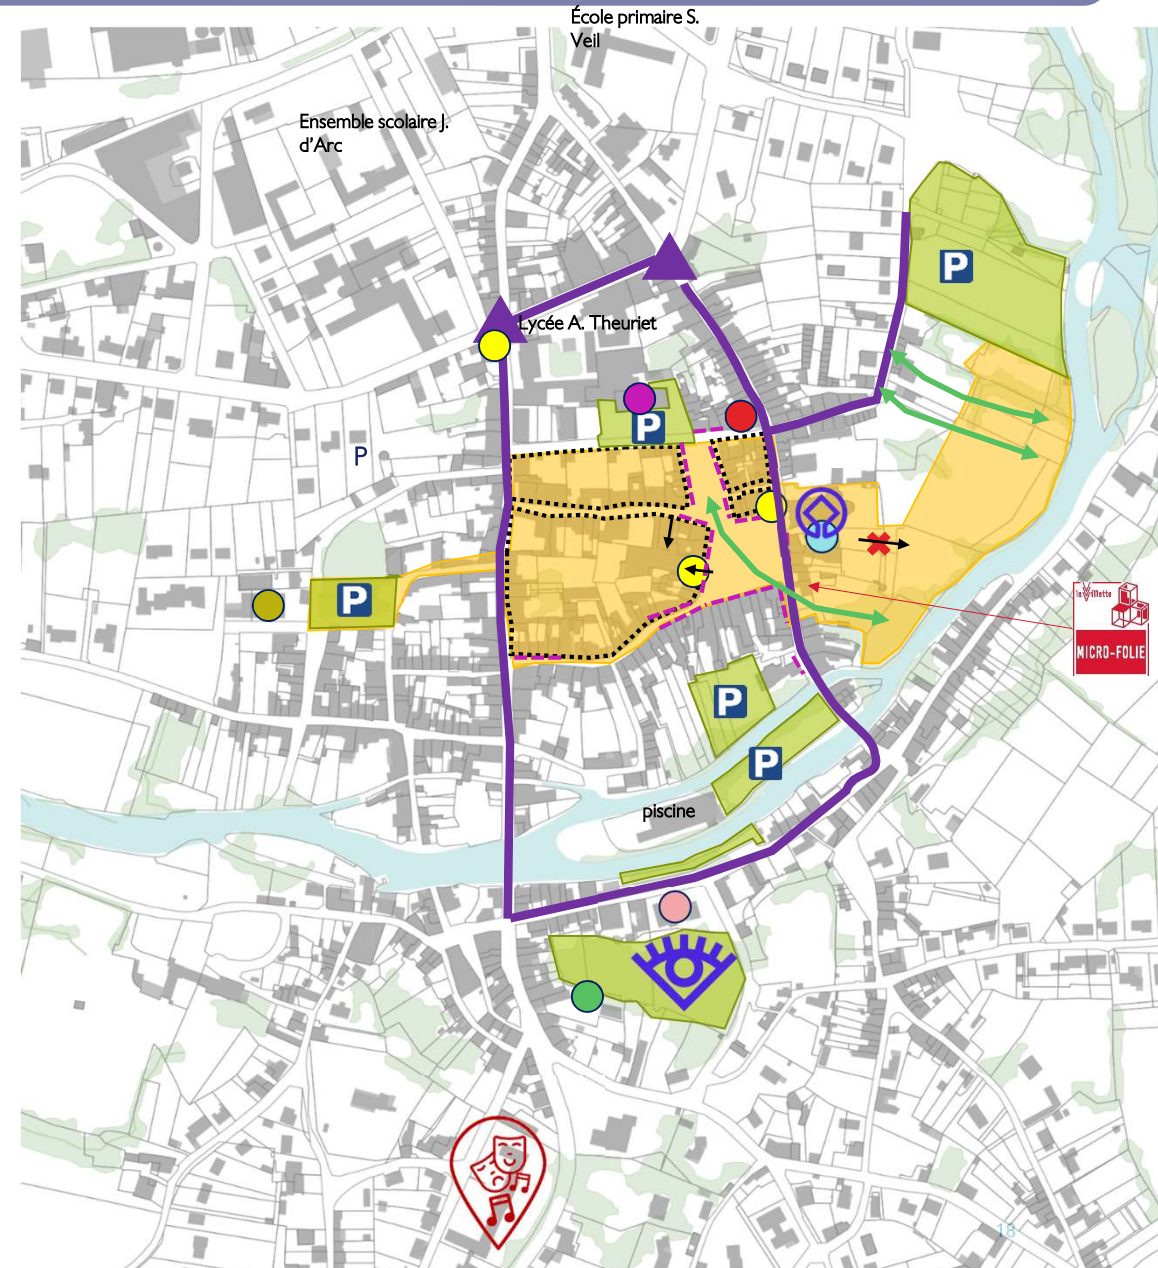 École primaire S.
Veil
Ensemble scolaire J.
d'Arc
P
Lycée A. Theuriet
P
P
P
la Villette
MICRO-FOLIE
P
P
piscine
18